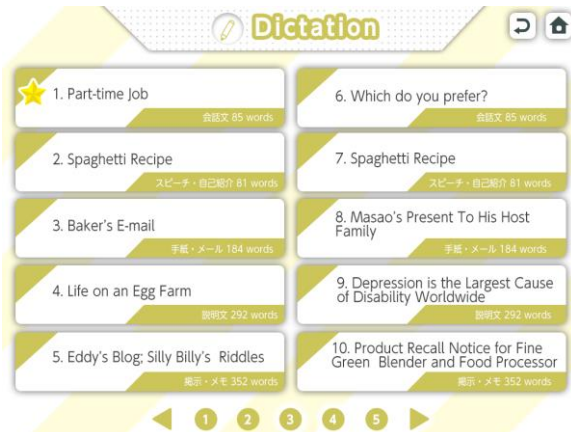 Dictation
1. Part-time Job
会話文 85 words
2. Spaghetti Recipe
スピーチ・自己紹介 81 words
3. Baker's E-mail
手紙・メール 184 words
4. Life on an Egg Farm
説明文 292 words
5. Eddy's Blog; Silly Billy's Riddles
掲示・メモ 352 words
6. Which do you prefer?
会話文 85 words
7. Spaghetti Recipe
スピーチ・自己紹介 81 words
8. Masao's Present To His Host
Family
手紙・メール 184 words
9. Depression is the Largest Cause
of Disability Worldwide
説明文 292 words
10. Product Recall Notice for Fine
Green Blender and Food Processor
掲示・メモ 352 words
1 2 3 4 5